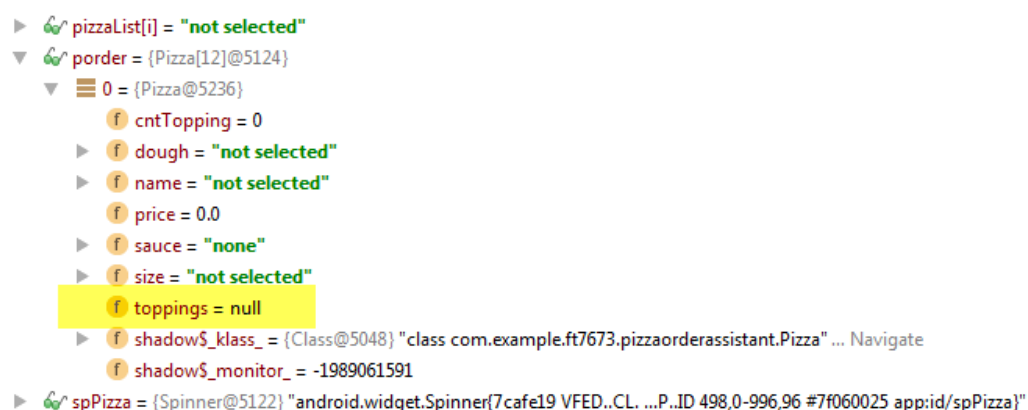 pizzaList[i] = "not selected"
porder = {Pizza[12]@5124}
0 = {Pizza@5236}
f cntTopping = 0
f dough = "not selected"
f name = "not selected"
f price = 0.0
f sauce = "none"
f size = "not selected"
f toppings = null
f shadow$_klass_ = {Class@5048} "class com.example.ft7673.pizzaorderassistant.Pizza" ... Navigate
f shadow$_monitor_ = -1989061591
spPizza = {Spinner@5122} "android.widget.Spinner{7cafe19 VFED..CL. ...P..ID 498,0-996,96 #7f060025 app:id/spPizza}"